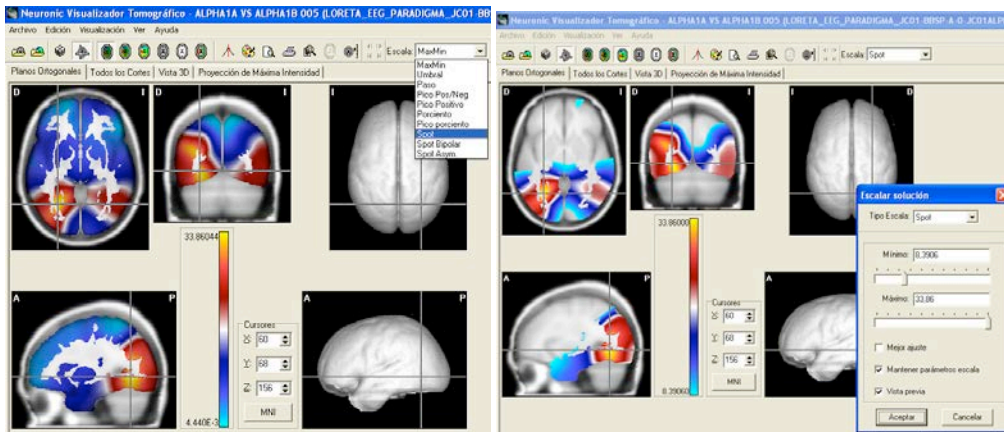 Neuronic Visualizador Tomográfico - ALPHA1A VS ALPHA1B 005 (LORETA_EEG_PARADIGMA_JC01-BB
Archivo Edición Visualización Ver Ayuda
Escala: MaxMin
Planos Ortogonales Todos los Cortes Vista 3D Proyección de Máxima Intensidad
MaxMin
Umbral
Paso
Pico Pos/Neg
Pico Positivo
Porciento
Pico porciento
Spot
Spot Bipolar
Spot Asym
D I I I
33.86044
4.440E-3
A P A
Cursores
X: 60
Y: 68
Z: 156
MNI
Neuronic Visualizador Tomográfico - ALPHA1A VS ALPHA1B 005 (LORETA_EEG_PARADIGMA_JC01-BBSP-A-0_JC01ALP
Archivo Edición Visualización Ver Ayuda
Escala: Spot
Planos Ortogonales Todos los Cortes Vista 3D Proyección de Máxima Intensidad
D I D I I D
33.86000
8.39060
A P A
Cursores
X: 60
Y: 68
Z: 156
MNI
Escalar solución
Tipo Escala: Spot
Mínimo: 8.3906
Máximo: 33.86
Mejor ajuste
Mantener parámetros escala
Vista previa
Aceptar Cancelar